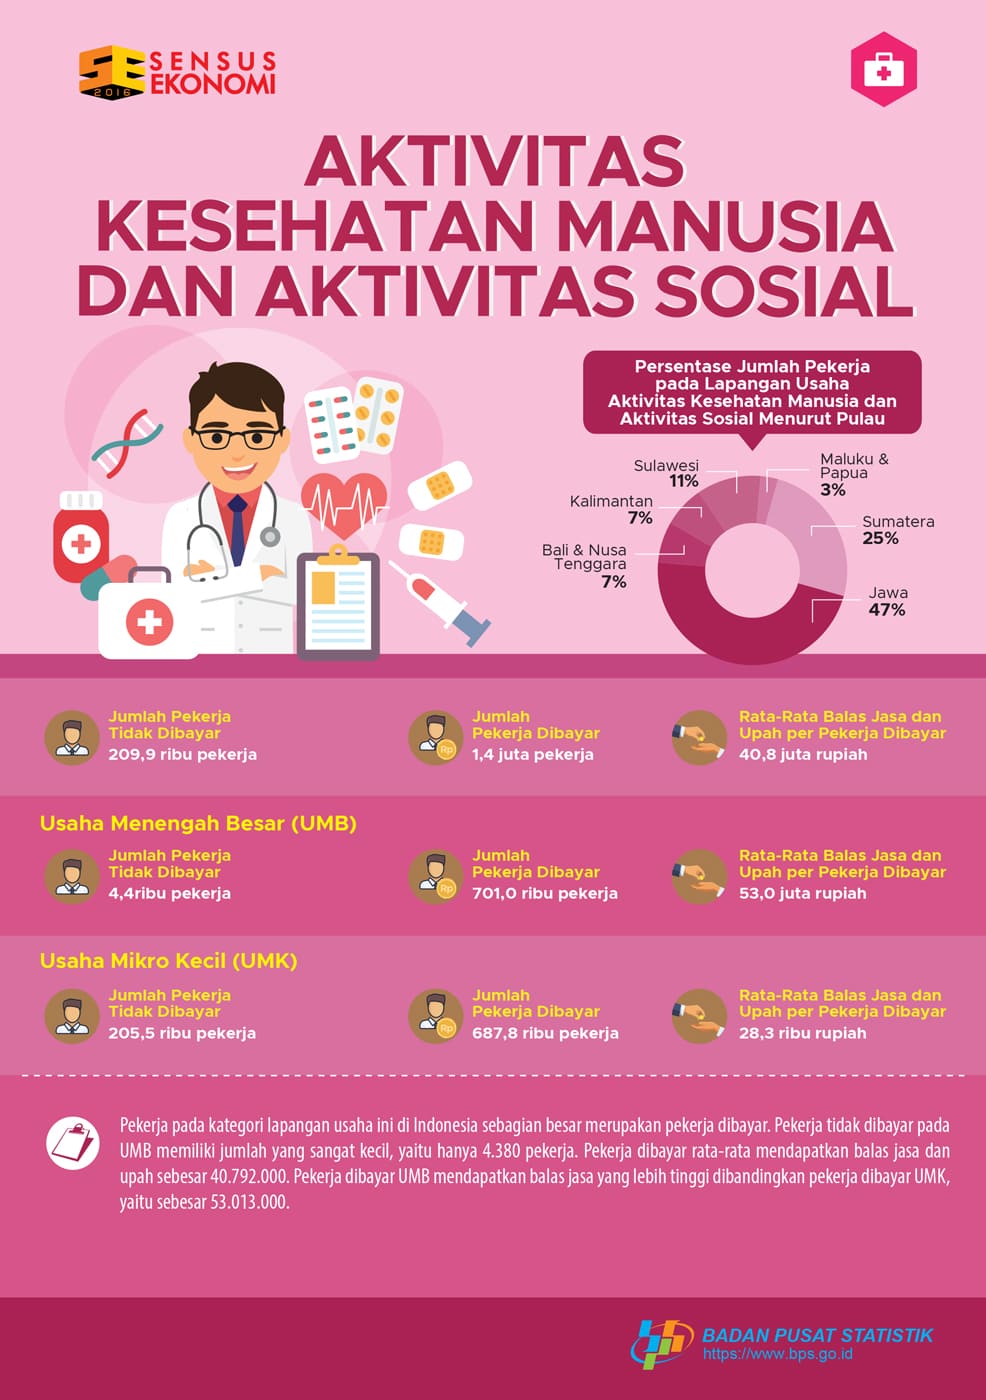 SENSUS
EKONOMI
2016
AKTIVITAS
KESEHATAN MANUSIA
DAN AKTIVITAS SOSIAL
Persentase Jumlah Pekerja
pada Lapangan Usaha
Aktivitas Kesehatan Manusia dan
Aktivitas Sosial Menurut Pulau
Sulawesi
11%
Maluku &
Papua
3%
Kalimantan
7%
Sumatera
25%
Bali & Nusa
Tenggara
7%
Jawa
47%
Jumlah Pekerja
Tidak Dibayar
209,9 ribu pekerja
Rp
Jumlah
Pekerja Dibayar
1,4 juta pekerja
Rata-Rata Balas Jasa dan
Upah per Pekerja Dibayar
40,8 juta rupiah
Usaha Menengah Besar (UMB)
Jumlah Pekerja
Tidak Dibayar
4,4ribu pekerja
Rp
Jumlah
Pekerja Dibayar
701,0 ribu pekerja
Rata-Rata Balas Jasa dan
Upah per Pekerja Dibayar
53,0 juta rupiah
Usaha Mikro Kecil (UMK)
Jumlah Pekerja
Tidak Dibayar
205,5 ribu pekerja
Rp
Jumlah
Pekerja Dibayar
687,8 ribu pekerja
Rata-Rata Balas Jasa dan
Upah per Pekerja Dibayar
28,3 ribu rupiah
Pekerja pada kategori lapangan usaha ini di Indonesia sebagian besar merupakan pekerja dibayar. Pekerja tidak dibayar pada
UMB memiliki jumlah yang sangat kecil, yaitu hanya 4.380 pekerja. Pekerja dibayar rata-rata mendapatkan balas jasa dan
upah sebesar 40.792.000. Pekerja dibayar UMB mendapatkan balas jasa yang lebih tinggi dibandingkan pekerja dibayar UMK,
yaitu sebesar 53.013.000.
BADAN PUSAT STATISTIK
https://www.bps.go.id